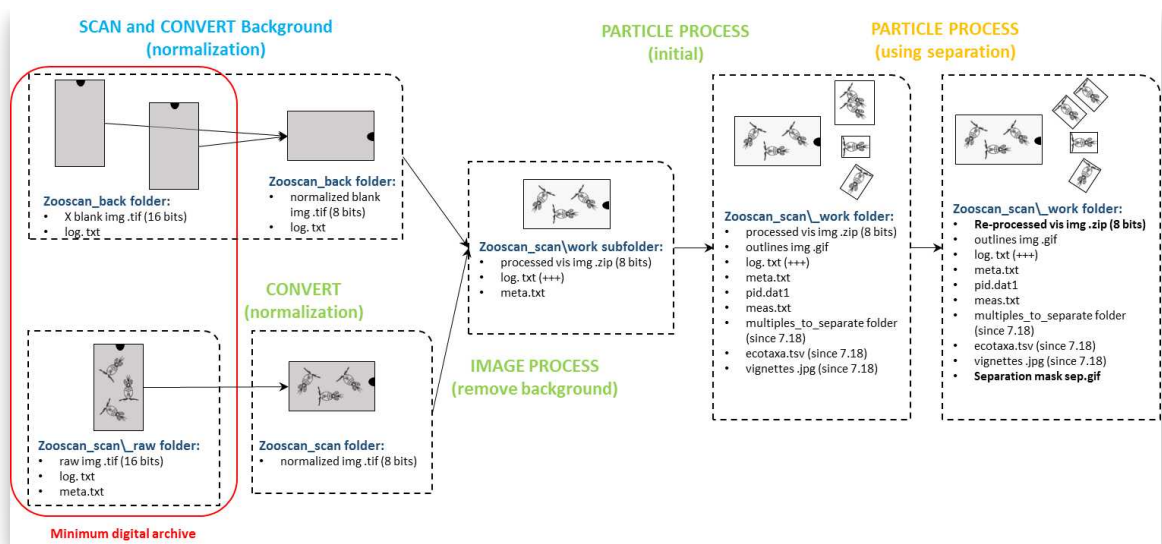 SCAN and CONVERT Background
(normalization)
Zooscan_back folder:
• X blank img .tif (16 bits)
• log. txt
Zooscan_back folder:
• normalized blank
img .tif (8 bits)
• log. txt
CONVERT
(normalization)
Zooscan_scan\_raw folder:
• raw img .tif (16 bits)
• log. txt
• meta.txt
Minimum digital archive
Zooscan_scan folder:
• normalized img .tif (8 bits)
Zooscan_scan\work subfolder:
• processed vis img .zip (8 bits)
• log. txt (+++)
• meta.txt
IMAGE PROCESS
(remove background)
PARTICLE PROCESS
(initial)
Zooscan_scan\_work folder:
• processed vis img .zip (8 bits)
• outlines img .gif
• log. txt (+++)
• meta.txt
• pid.dat1
• meas.txt
• multiples_to_separate folder
(since 7.18)
• ecotaxa.tsv (since 7.18)
• vignettes .jpg (since 7.18)
PARTICLE PROCESS
(using separation)
Zooscan_scan\_work folder:
• Re-processed vis img .zip (8 bits)
• outlines img .gif
• log. txt (+++)
• meta.txt
• pid.dat1
• meas.txt
• multiples_to_separate folder
(since 7.18)
• ecotaxa.tsv (since 7.18)
• vignettes .jpg (since 7.18)
• Separation mask sep.gif